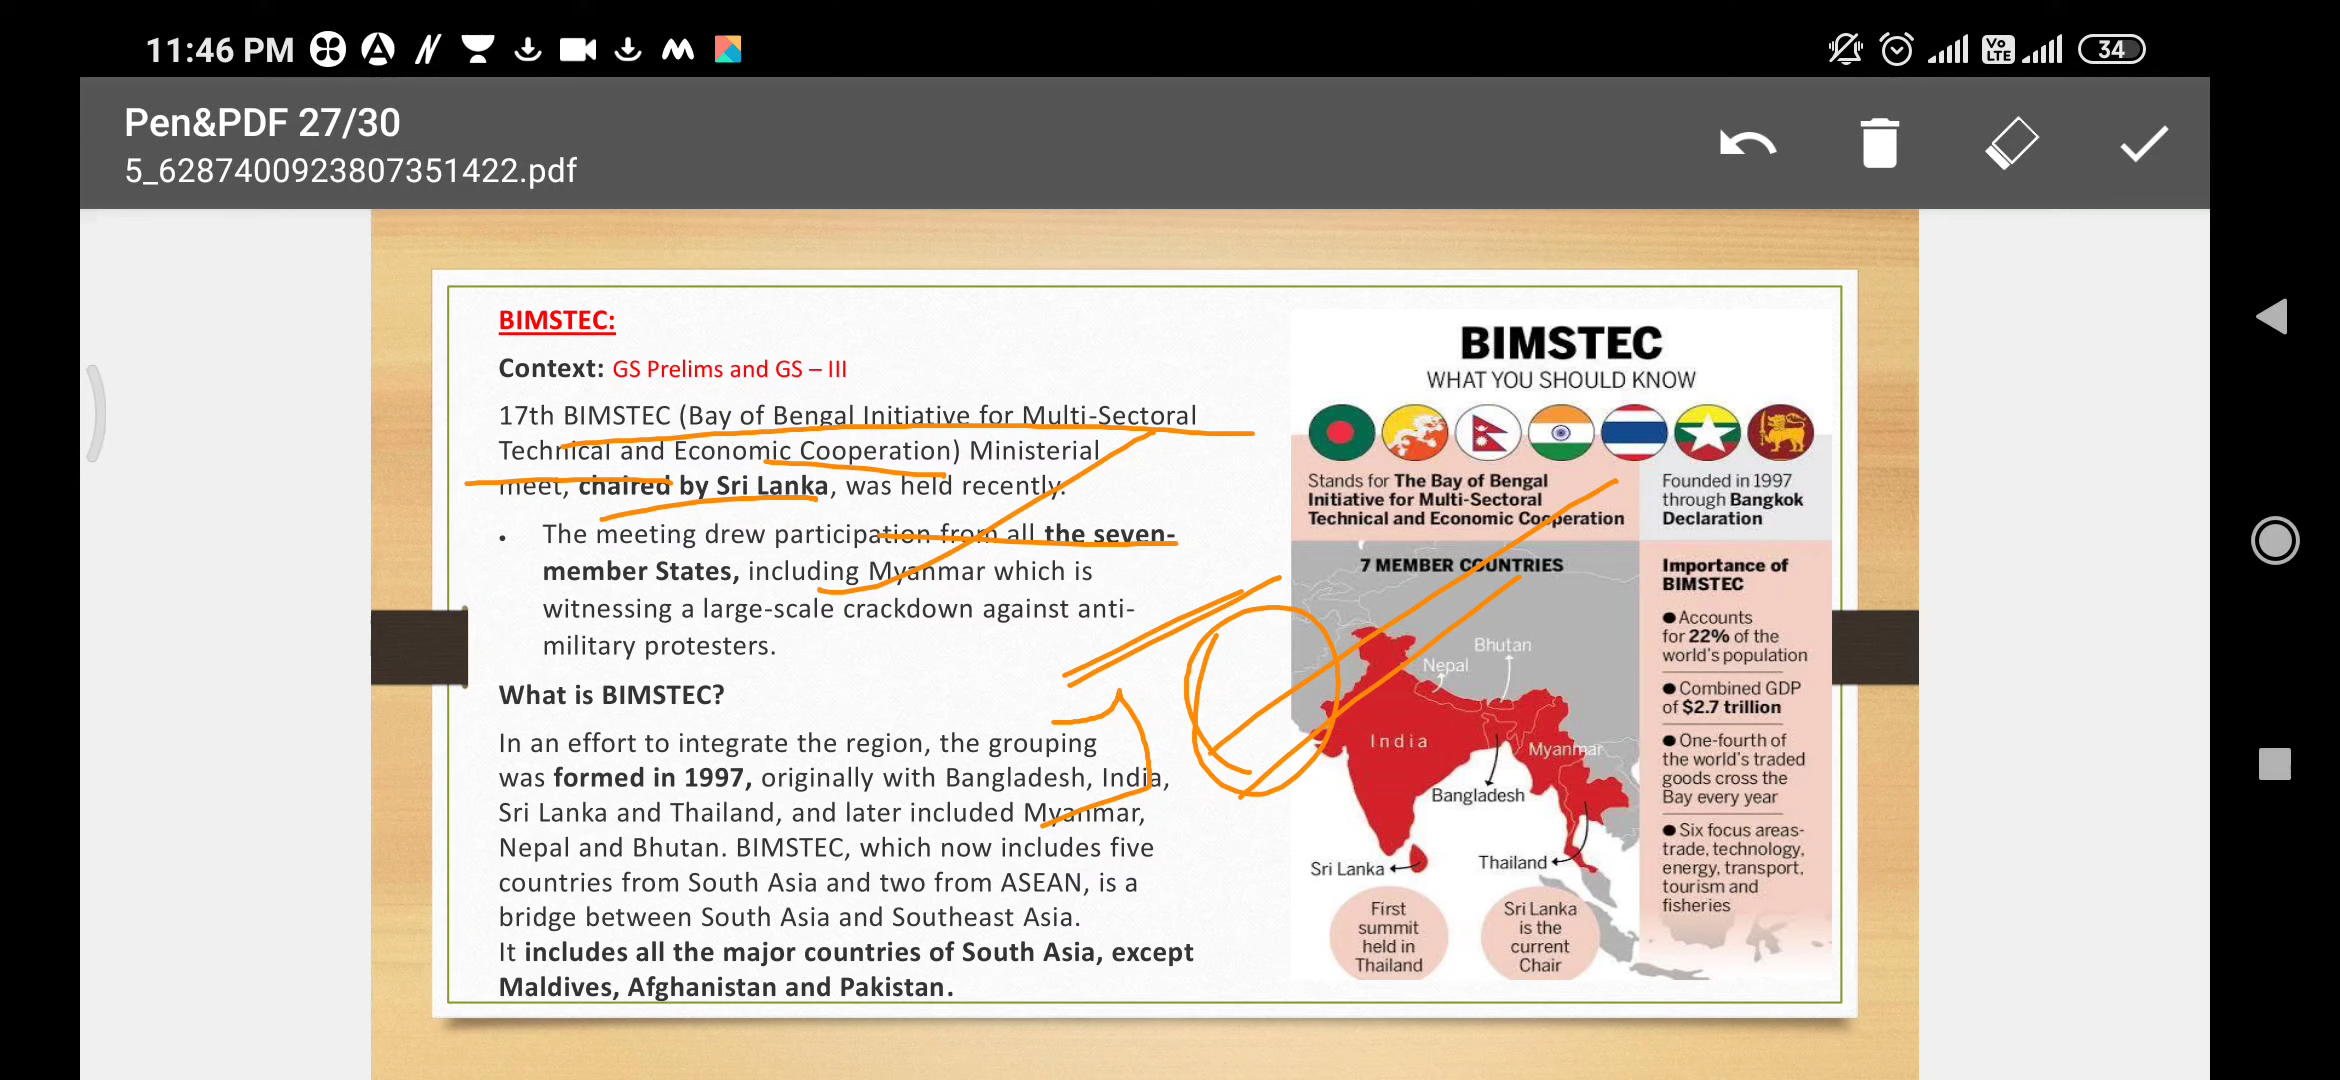 11:46 PM
Vo LTE
34
Pen&PDF 27/30
5_6287400923807351422.pdf
BIMSTEC:
Context: GS Prelims and GS – III
17th BIMSTEC (Bay of Bengal Initiative for Multi-Sectoral
Technical and Economic Cooperation) Ministerial
meet, chaired by Sri Lanka, was held recently.
• The meeting drew participation from all the seven-
member States, including Myanmar which is
witnessing a large-scale crackdown against anti-
military protesters.
What is BIMSTEC?
In an effort to integrate the region, the grouping
was formed in 1997, originally with Bangladesh, India,
Sri Lanka and Thailand, and later included Myanmar,
Nepal and Bhutan. BIMSTEC, which now includes five
countries from South Asia and two from ASEAN, is a
bridge between South Asia and Southeast Asia.
It includes all the major countries of South Asia, except
Maldives, Afghanistan and Pakistan.
BIMSTEC
WHAT YOU SHOULD KNOW
Stands for The Bay of Bengal
Initiative for Multi-Sectoral
Technical and Economic Cooperation
Founded in 1997
through Bangkok
Declaration
7 MEMBER COUNTRIES
Bhutan
Nepal
India
Myanmar
Bangladesh
Sri Lanka
Thailand
First
summit
held in
Thailand
Sri Lanka
is the
current
Chair
Importance of
BIMSTEC
● Accounts
for 22% of the
world's population
● Combined GDP
of $2.7 trillion
● One-fourth of
the world's traded
goods cross the
Bay every year
● Six focus areas-
trade, technology,
energy, transport,
tourism and
fisheries